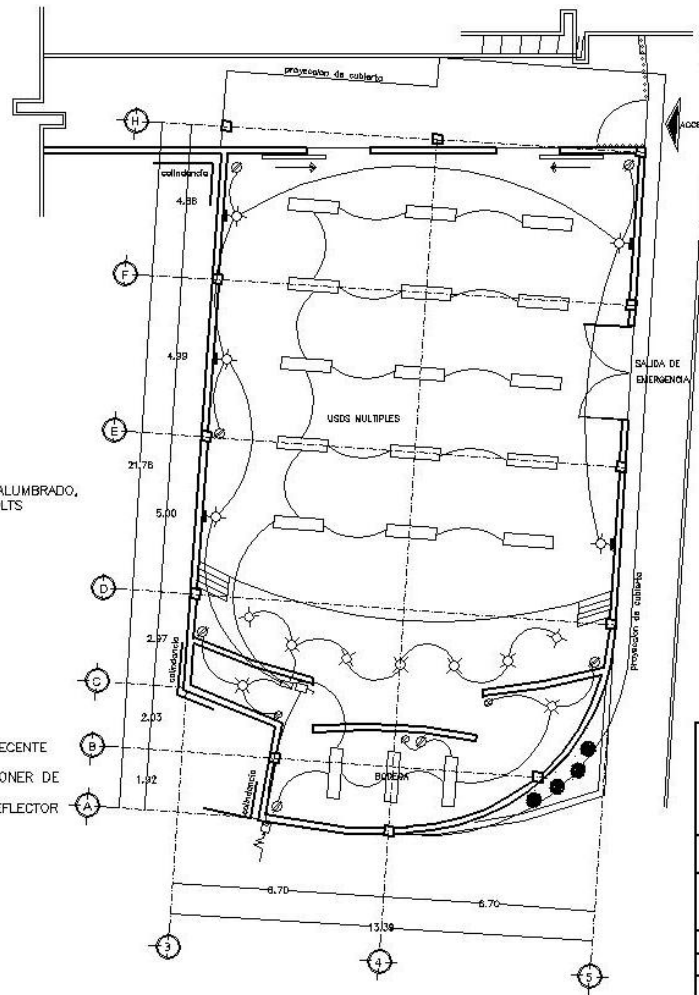 proyeccion de cubierta
H
ACCE
colindancia
4.88
F
4.99
SALIDA DE
EMERGENCIA
USOS MULTIPLES
E
21.78
ALUMBRADO,
LTS
5.00
D
proyeccion de cubierta
2.97
colindancia
C
2.03
B
ECENTE
ONER DE
1.92
BODEGA
EFLECTOR
A
colindancia
6.70
6.70
13.39
3
4
5